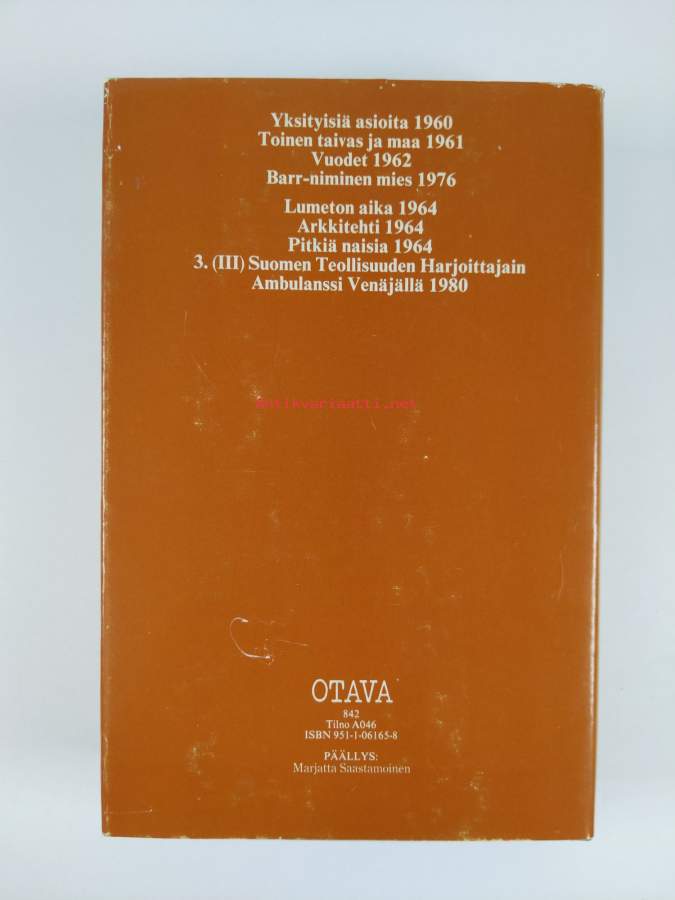 Yksityisiä asioita 1960
Toinen taivas ja maa 1961
Vuodet 1962
Barr-niminen mies 1976
Lumeton aika 1964
Arkkitehti 1964
Pitkiä naisia 1964
3. (III) Suomen Teollisuuden Harjoittajain
Ambulanssi Venäjällä 1980
antikvariaatti.net
OTAVA
842
Tilno A046
ISBN 951-1-06165-8
PÄÄLLYS:
Marjatta Saastamoinen